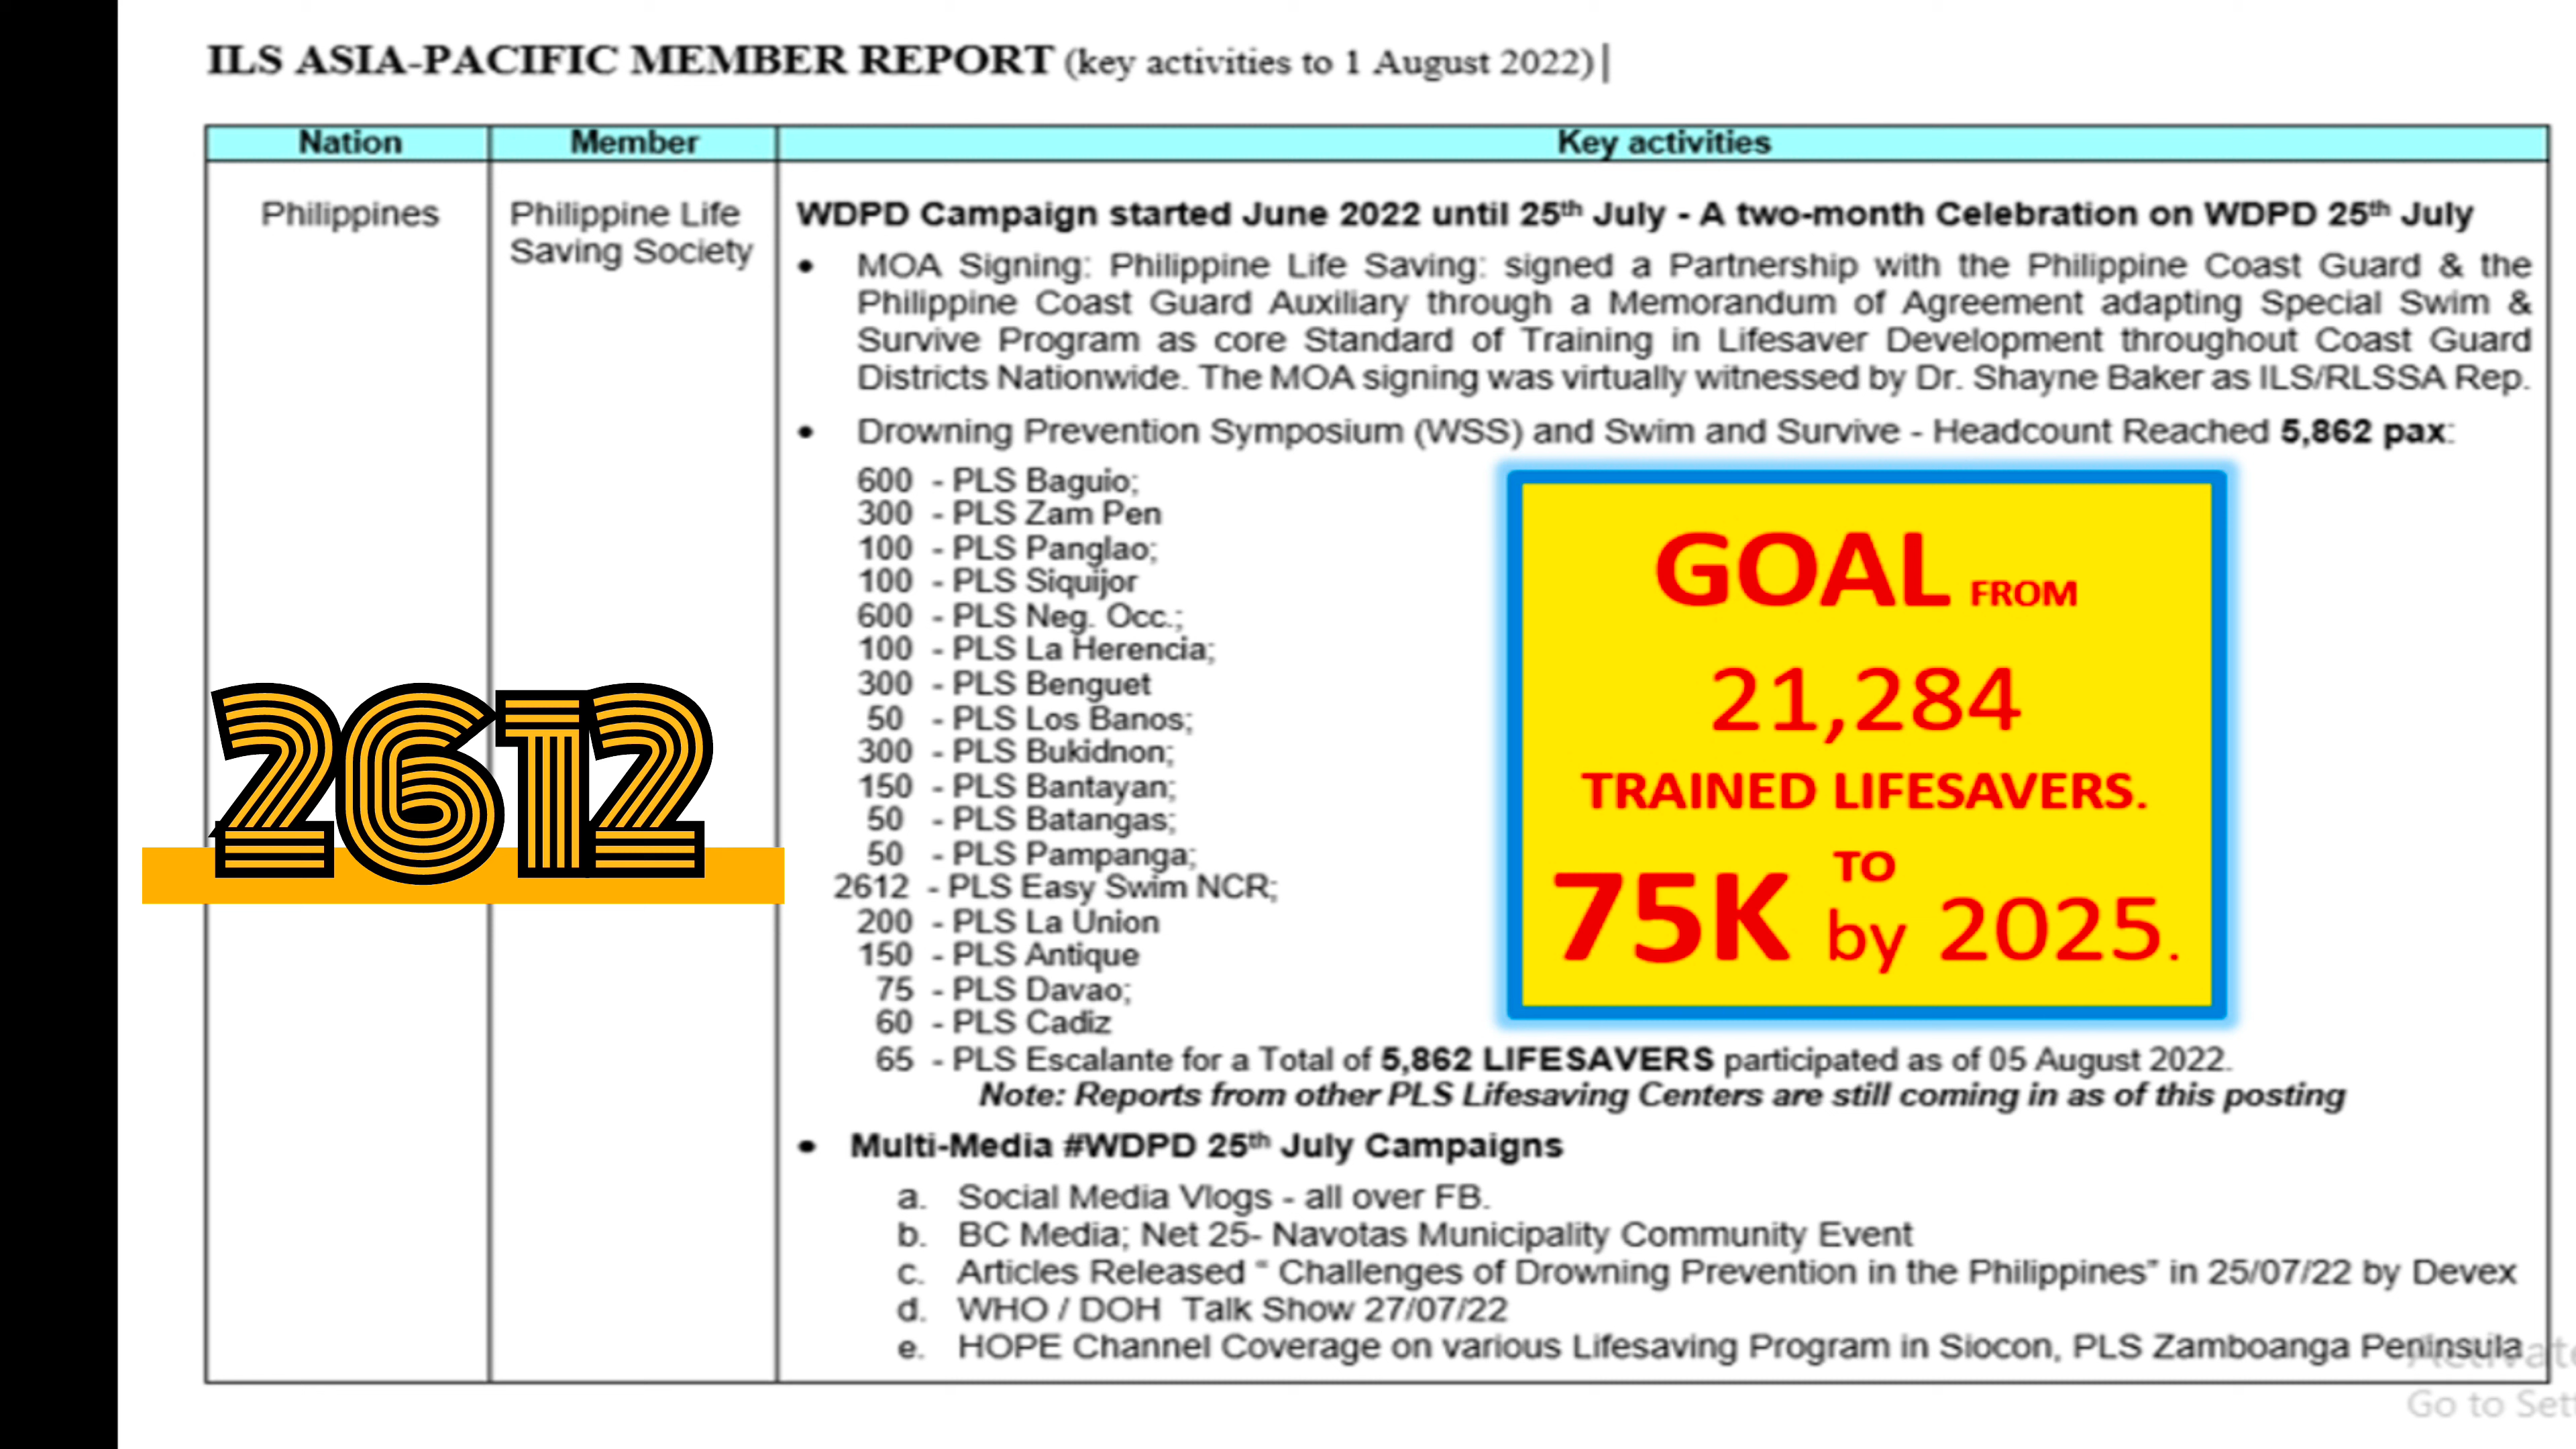 ILS ASIA-PACIFIC MEMBER REPORT (key activities to 1 August 2022)
Nation Member Key activities
Philippines
Philippine Life
Saving Society
WDPD Campaign started June 2022 until 25th July - A two-month Celebration on WDPD 25th July
• MOA Signing: Philippine Life Saving: signed a Partnership with the Philippine Coast Guard & the
Philippine Coast Guard Auxiliary through a Memorandum of Agreement adapting Special Swim &
Survive Program as core Standard of Training in Lifesaver Development throughout Coast Guard
Districts Nationwide. The MOA signing was virtually witnessed by Dr. Shayne Baker as ILS/RLSSA Rep.
• Drowning Prevention Symposium (WSS) and Swim and Survive - Headcount Reached 5,862 pax:
600 - PLS Baguio;
300 - PLS Zam Pen
100 - PLS Panglao;
100 - PLS Siquijor
600 - PLS Neg. Occ.;
100 - PLS La Herencia;
300 - PLS Benguet
50 - PLS Los Banos;
300 - PLS Bukidnon;
150 - PLS Bantayan;
50 - PLS Batangas;
50 - PLS Pampanga;
2612 - PLS Easy Swim NCR;
200 - PLS La Union
150 - PLS Antique
75 - PLS Davao;
60 - PLS Cadiz
65 - PLS Escalante for a Total of 5,862 LIFESAVERS participated as of 05 August 2022.
Note: Reports from other PLS Lifesaving Centers are still coming in as of this posting
• Multi-Media #WDPD 25th July Campaigns
a. Social Media Vlogs - all over FB.
b. BC Media; Net 25- Navotas Municipality Community Event
c. Articles Released “ Challenges of Drowning Prevention in the Philippines” in 25/07/22 by Devex
d. WHO / DOH Talk Show 27/07/22
e. HOPE Channel Coverage on various Lifesaving Program in Siocon, PLS Zamboanga Peninsula
2612
GOAL FROM
21,284
TRAINED LIFESAVERS.
TO
75K by 2025.
Go to